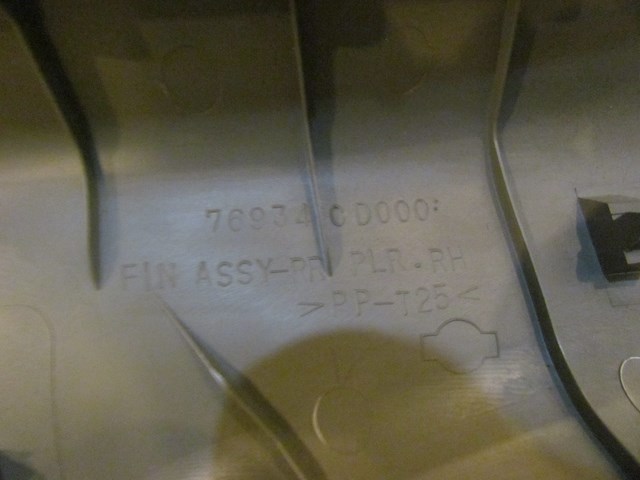 76934 CD000:
FIN ASSY-RR PLR.RH
>PP-T25<